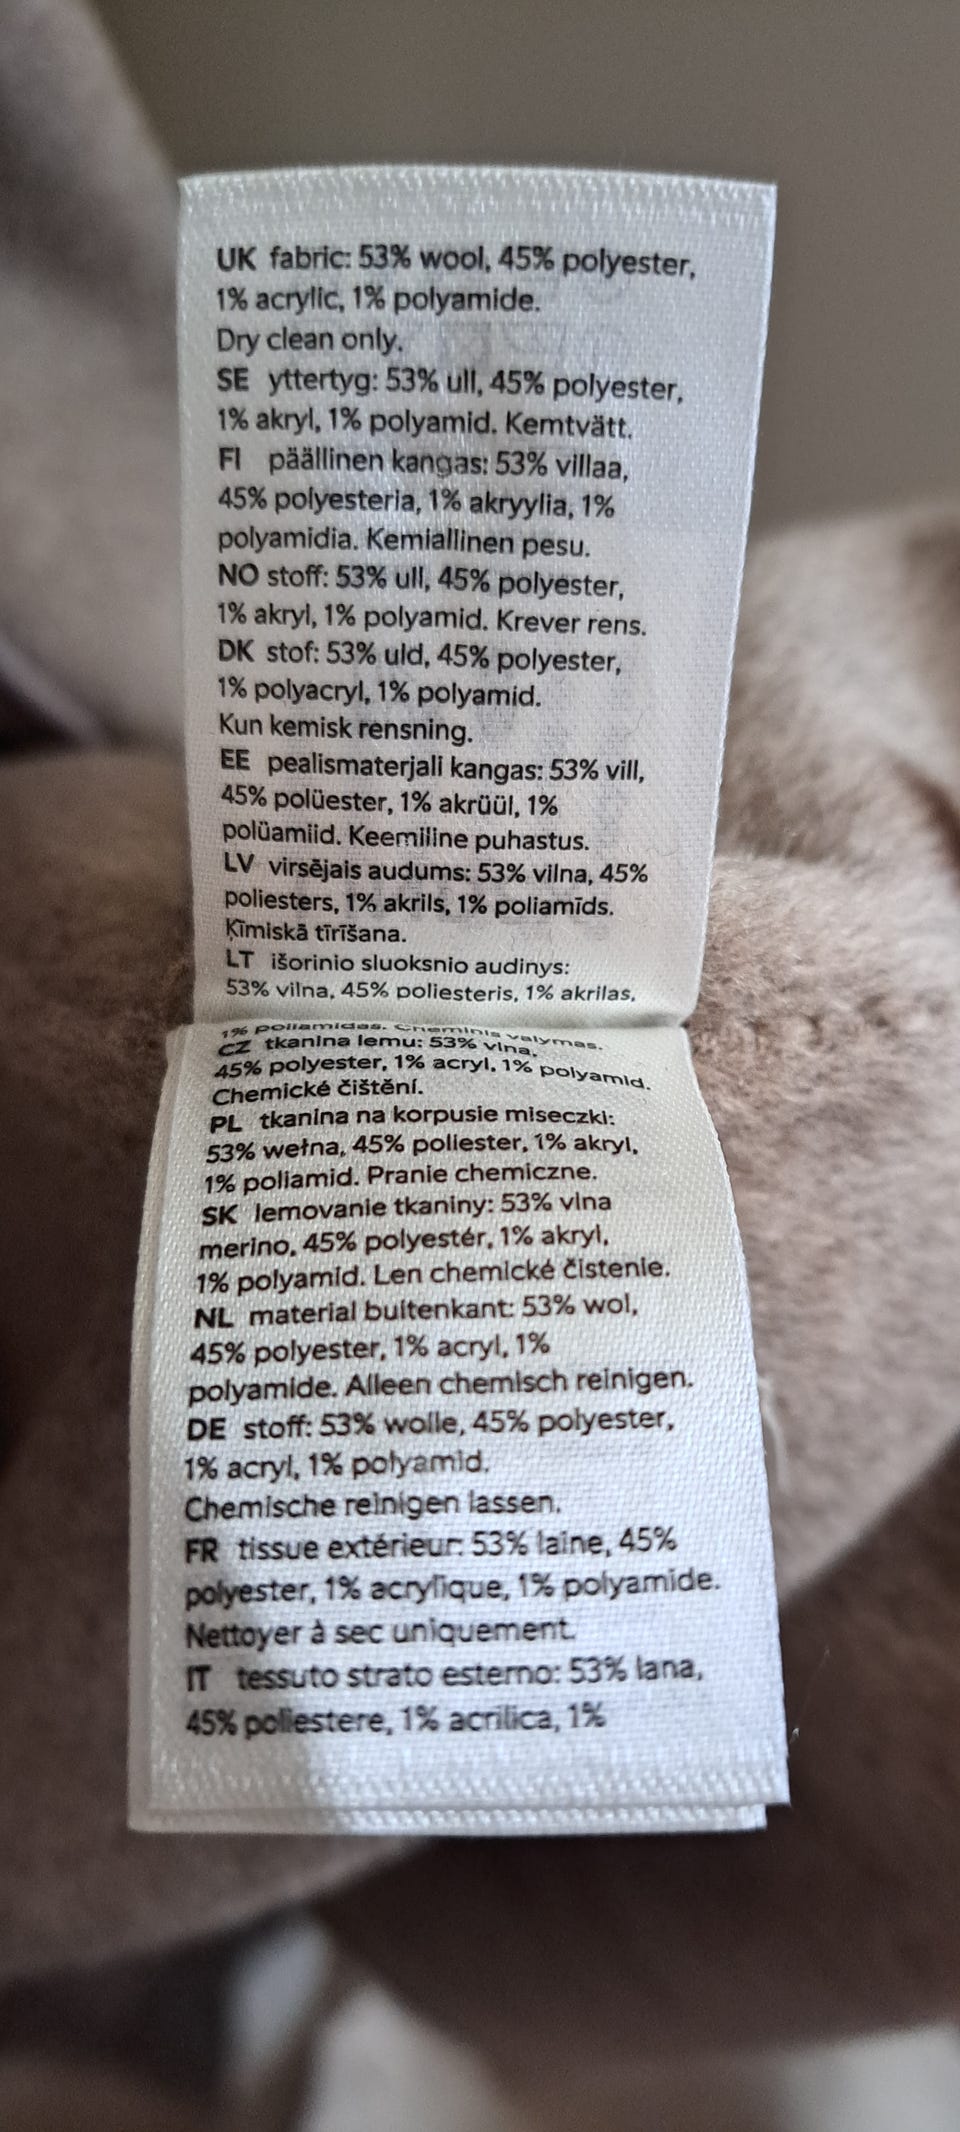 UK fabric: 53% wool, 45% polyester,
1% acrylic, 1% polyamide.
Dry clean only.
SE yttertyg: 53% ull, 45% polyester,
1% akryl, 1% polyamid. Kemtvätt.
FI päällinen kangas: 53% villaa,
45% polyesteria, 1% akryylia, 1%
polyamidia. Kemiallinen pesu.
NO stoff: 53% ull, 45% polyester,
1% akryl, 1% polyamid. Krever rens.
DK stof: 53% uld, 45% polyester,
1% polyacryl, 1% polyamid.
Kun kemisk rensning.
EE pealismaterjali kangas: 53% vill,
45% polüester, 1% akrüül, 1%
polüamiid. Keemiline puhastus.
LV virsējais audums: 53% vilna, 45%
poliesters, 1% akrils, 1% poliamīds.
Ķīmiskā tīrīšana.
LT išorinio sluoksnio audinys:
53% vilna, 45% poliesteris, 1% akrilas,
1% poliamidas. Cheminis valymas.
CZ tkanina lemu: 53% vlna,
45% polyester, 1% acryl, 1% polyamid.
Chemické čištění.
PL tkanina na korpusie miseczki:
53% wełna, 45% poliester, 1% akryl,
1% poliamid. Pranie chemiczne.
SK lemovanie tkaniny: 53% vlna
merino, 45% polyestér, 1% akryl,
1% polyamid. Len chemické čistenie.
NL material buitenkant: 53% wol,
45% polyester, 1% acryl, 1%
polyamide. Alleen chemisch reinigen.
DE stoff: 53% wolle, 45% polyester,
1% acryl, 1% polyamid.
Chemische reinigen lassen.
FR tissue extérieur: 53% laine, 45%
polyester, 1% acrylique, 1% polyamide.
Nettoyer à sec uniquement.
IT tessuto strato esterno: 53% lana,
45% poliestere, 1% acrilica, 1%